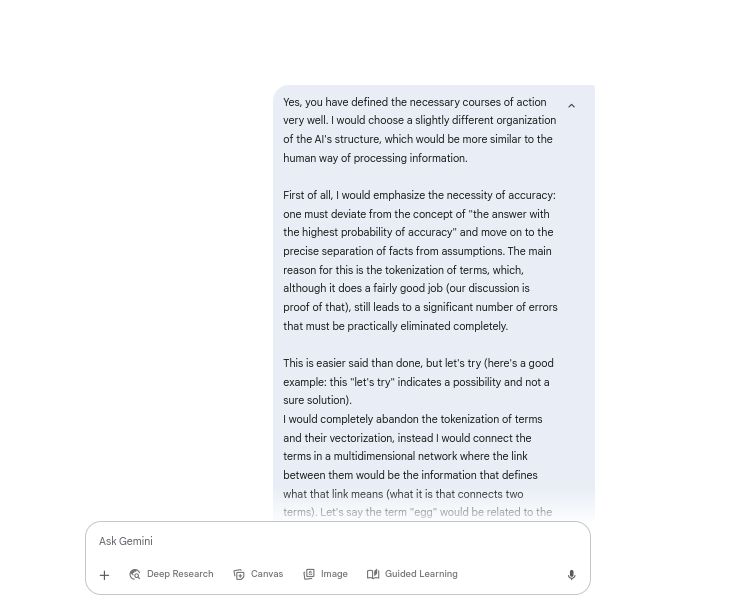 Yes, you have defined the necessary courses of action
very well. I would choose a slightly different organization
of the AI's structure, which would be more similar to the
human way of processing information.
First of all, I would emphasize the necessity of accuracy:
one must deviate from the concept of "the answer with
the highest probability of accuracy" and move on to the
precise separation of facts from assumptions. The main
reason for this is the tokenization of terms, which,
although it does a fairly good job (our discussion is
proof of that), still leads to a significant number of errors
that must be practically eliminated completely.
This is easier said than done, but let's try (here's a good
example: this "let's try" indicates a possibility and not a
sure solution).
I would completely abandon the tokenization of terms
and their vectorization, instead I would connect the
terms in a multidimensional network where the link
between them would be the information that defines
what that link means (what it is that connects two
terms). Let's say the term "egg" would be related to the
Ask Gemini
Deep Research
Canvas
Image
Guided Learning